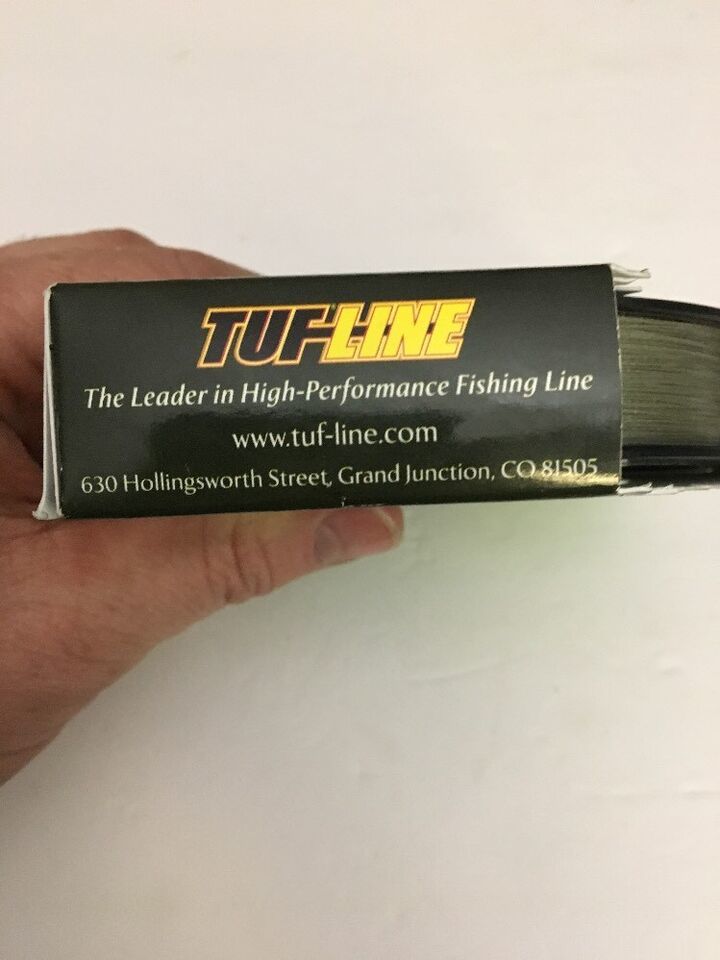 TUF-LINE
The Leader in High-Performance Fishing Line
www.tuf-line.com
630 Hollingsworth Street, Grand Junction, CO 81505